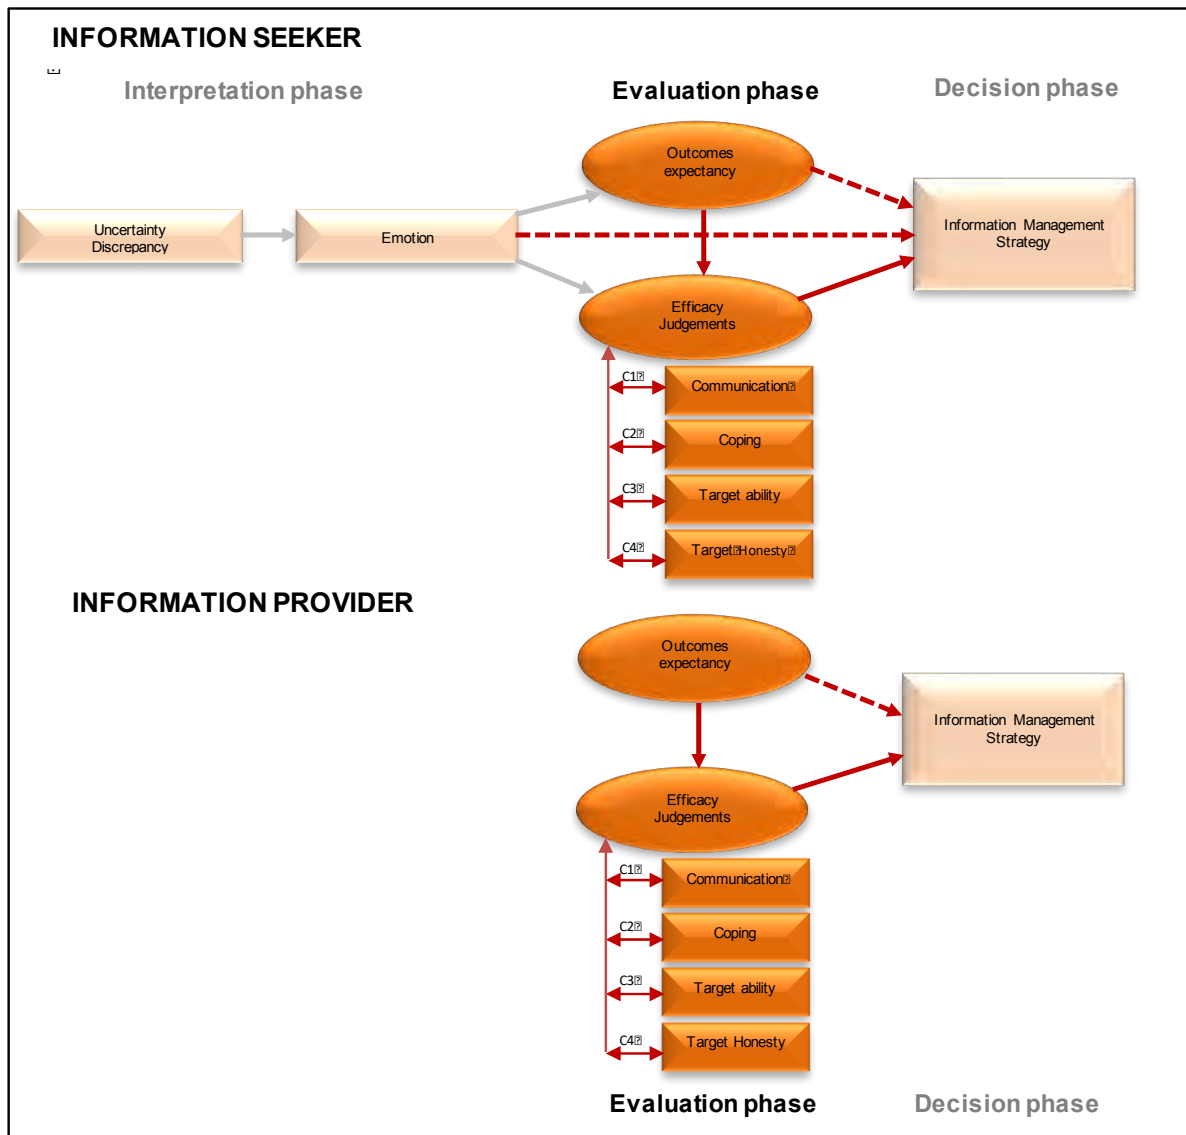 INFORMATION SEEKER
Interpretation phase
Evaluation phase
Decision phase
Outcomes
expectancy
Uncertainty
Discrepancy
Emotion
Information Management
Strategy
Efficacy
Judgements
C1
Communication
C2
Coping
C3
Target ability
C4
Target Honesty
INFORMATION PROVIDER
Outcomes
expectancy
Information Management
Strategy
Efficacy
Judgements
C1
Communication
C2
Coping
C3
Target ability
C4
Target Honesty
Evaluation phase
Decision phase